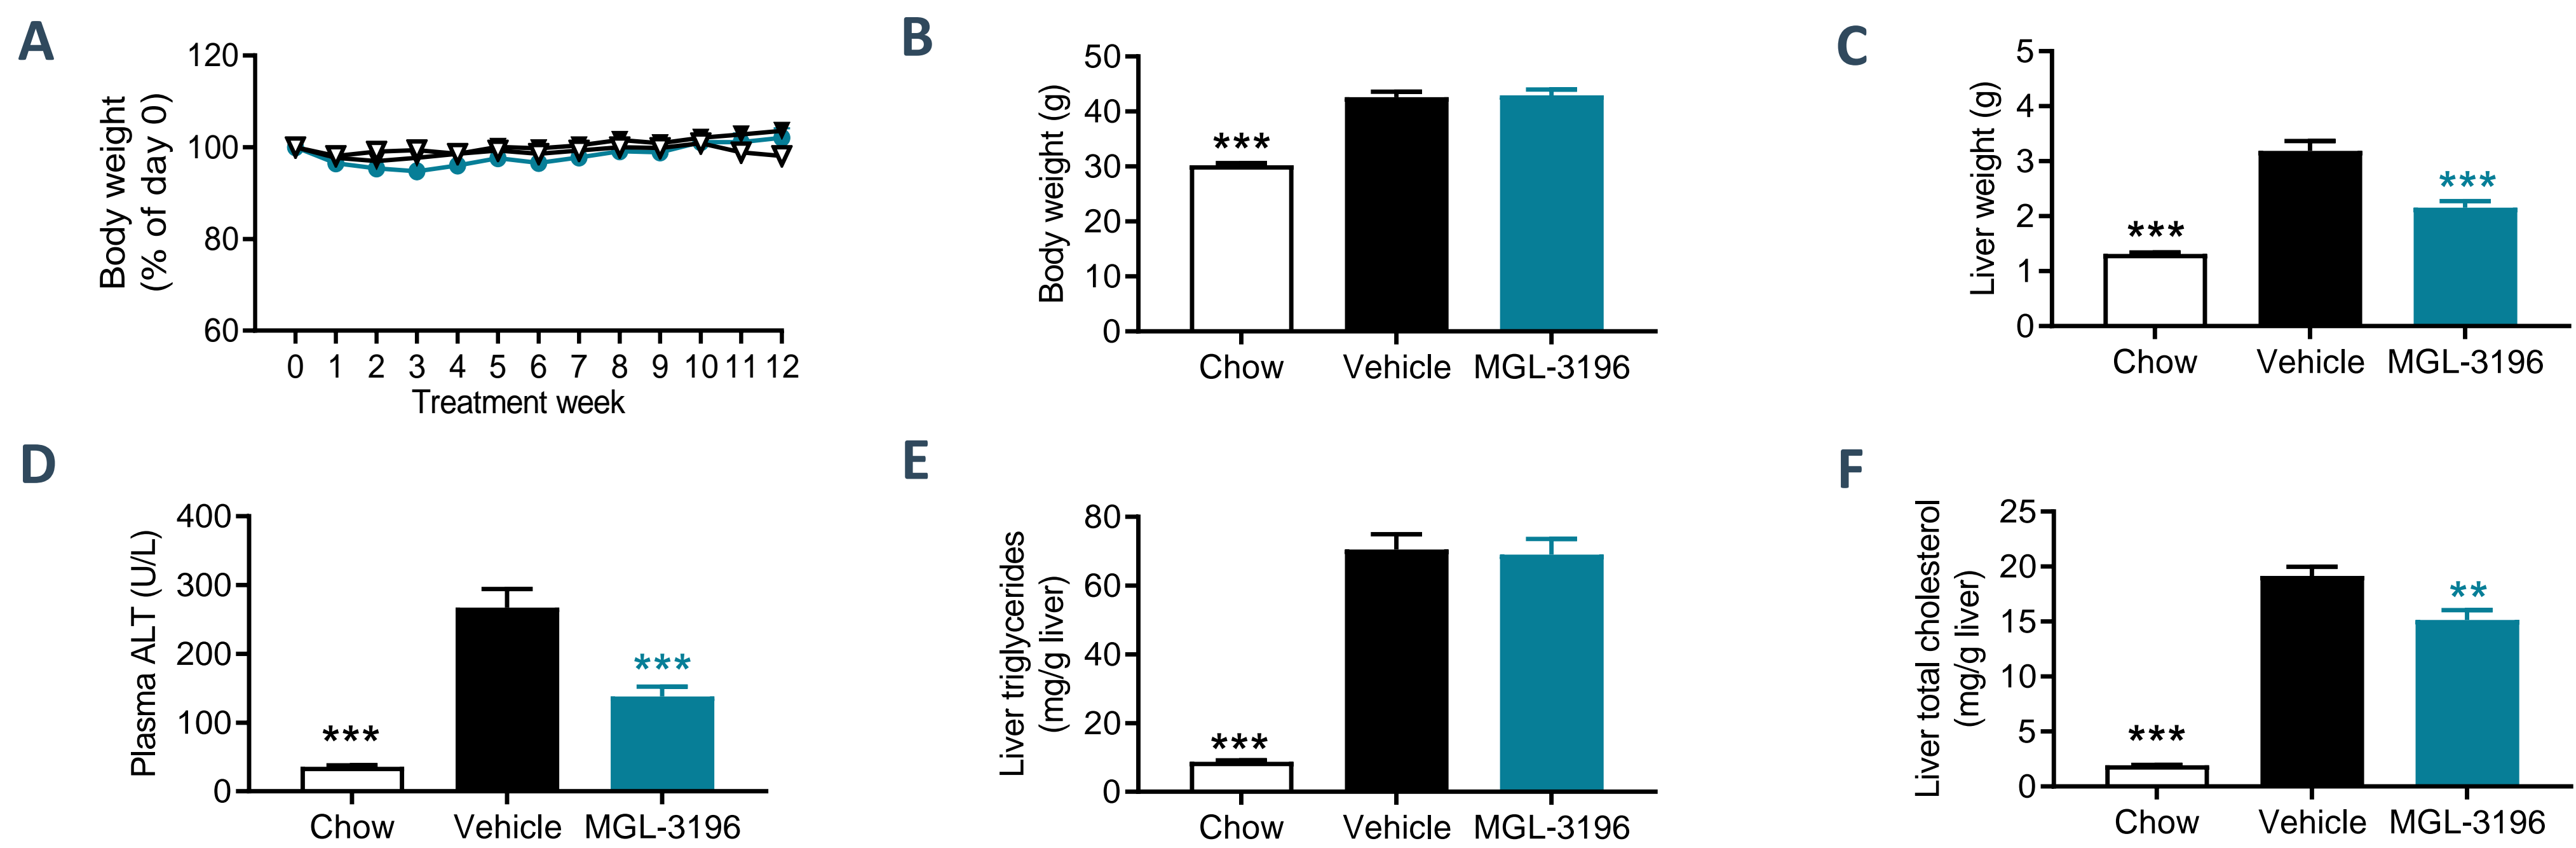 A
Body weight
(% of day 0)
120
100
80
60
0 1 2 3 4 5 6 7 8 9 10 11 12
Treatment week
B
Body weight (g)
50
40
30
20
10
0
***
Chow Vehicle MGL-3196
C
Liver weight (g)
5
4
3
2
1
0
***
***
Chow Vehicle MGL-3196
D
Plasma ALT (U/L)
400
300
200
100
0
***
***
Chow Vehicle MGL-3196
E
Liver triglycerides
(mg/g liver)
80
60
40
20
0
***
Chow Vehicle MGL-3196
F
Liver total cholesterol
(mg/g liver)
25
20
15
10
5
0
***
**
Chow Vehicle MGL-3196